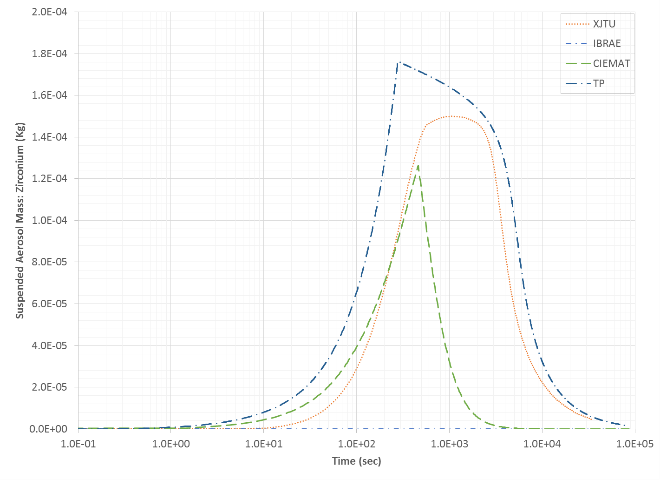 2.0E-04
1.8E-04
1.6E-04
1.4E-04
1.2E-04
1.0E-04
8.0E-05
6.0E-05
4.0E-05
2.0E-05
0.0E+00
Suspended Aerosol Mass: Zirconium (Kg)
XJTU
IBRAE
CIEMAT
TP
1.0E-01 1.0E+00 1.0E+01 1.0E+02 1.0E+03 1.0E+04 1.0E+05
Time (sec)